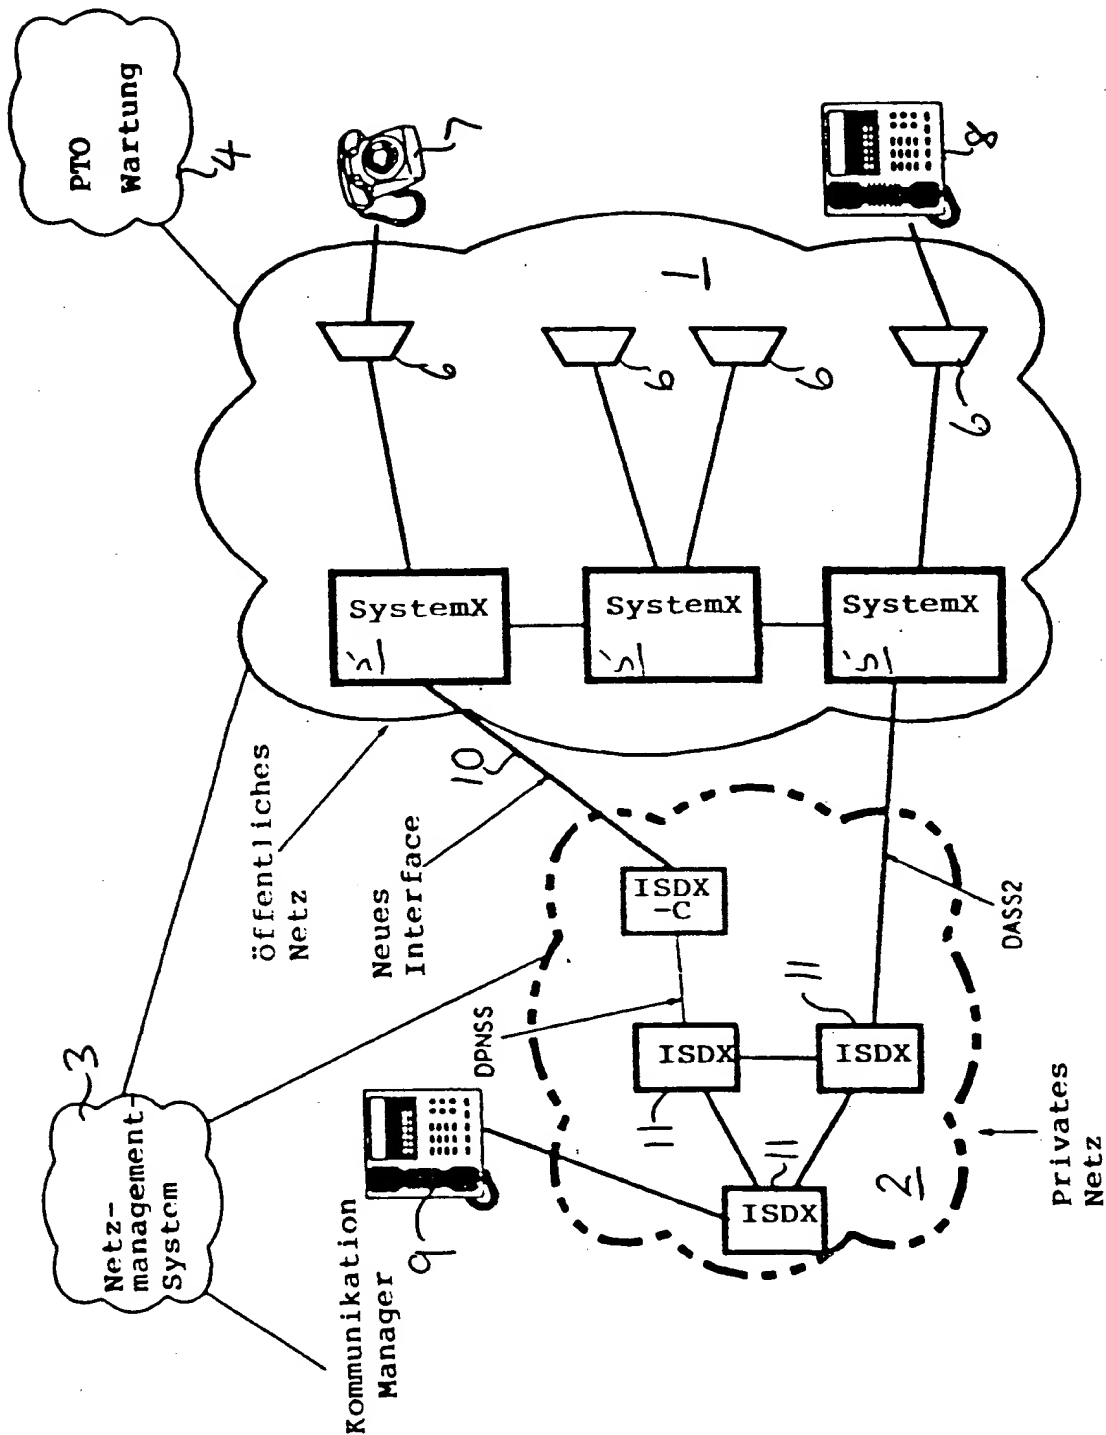 PTO
Wartung
4
7
8
1
6
6
6
6
SystemX
5
SystemX
5
SystemX
5
Öffentliches
Netz
10
Neues
Interface
ISDX
-C
DASS2
DPNSS
11
ISDX
11
ISDX
11
ISDX
2
Privates
Netz
3
Netz-
management-
System
9
Kommunikation
Manager